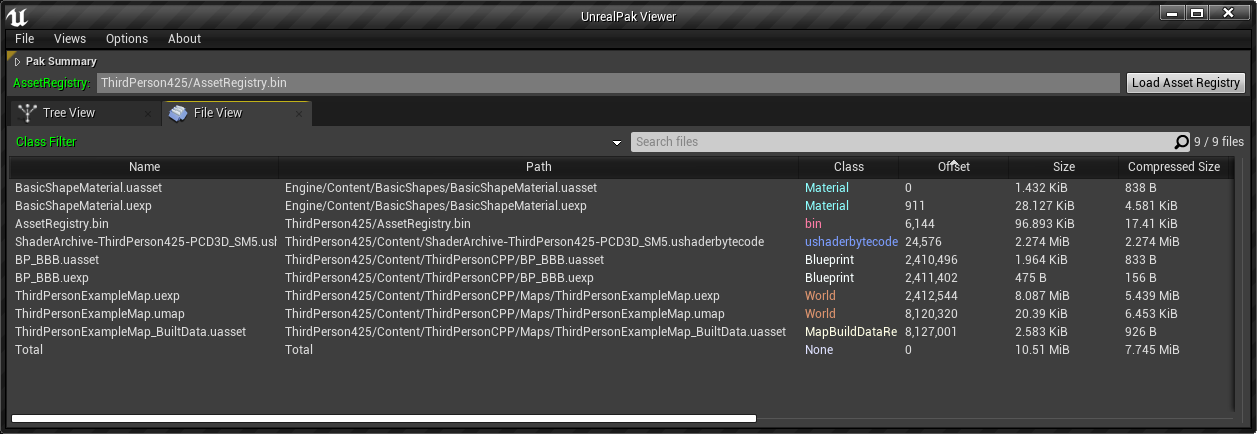 UnrealPak Viewer
File Views Options About
Pak Summary
AssetRegistry: ThirdPerson425/AssetRegistry.bin Load Asset Registry
Tree View File View
Class Filter Search files 9 / 9 files
Name Path Class Offset Size Compressed Size
BasicShapeMaterial.uasset Engine/Content/BasicShapes/BasicShapeMaterial.uasset Material 0 1.432 KiB 838 B
BasicShapeMaterial.uexp Engine/Content/BasicShapes/BasicShapeMaterial.uexp Material 911 28.127 KiB 4.581 KiB
AssetRegistry.bin ThirdPerson425/AssetRegistry.bin bin 6,144 96.893 KiB 17.41 KiB
ShaderArchive-ThirdPerson425-PCD3D_SM5.ush ThirdPerson425/Content/ShaderArchive-ThirdPerson425-PCD3D_SM5.ushaderbytecode ushaderbytecode 24,576 2.274 MiB 2.274 MiB
BP_BBB.uasset ThirdPerson425/Content/ThirdPersonCPP/BP_BBB.uasset Blueprint 2,410,496 1.964 KiB 833 B
BP_BBB.uexp ThirdPerson425/Content/ThirdPersonCPP/BP_BBB.uexp Blueprint 2,411,402 475 B 156 B
ThirdPersonExampleMap.uexp ThirdPerson425/Content/ThirdPersonCPP/Maps/ThirdPersonExampleMap.uexp World 2,412,544 8.087 MiB 5.439 MiB
ThirdPersonExampleMap.umap ThirdPerson425/Content/ThirdPersonCPP/Maps/ThirdPersonExampleMap.umap World 8,120,320 20.39 KiB 6.453 KiB
ThirdPersonExampleMap_BuiltData.uasset ThirdPerson425/Content/ThirdPersonCPP/Maps/ThirdPersonExampleMap_BuiltData.uasset MapBuildDataRe 8,127,001 2.583 KiB 926 B
Total Total None 0 10.51 MiB 7.745 MiB